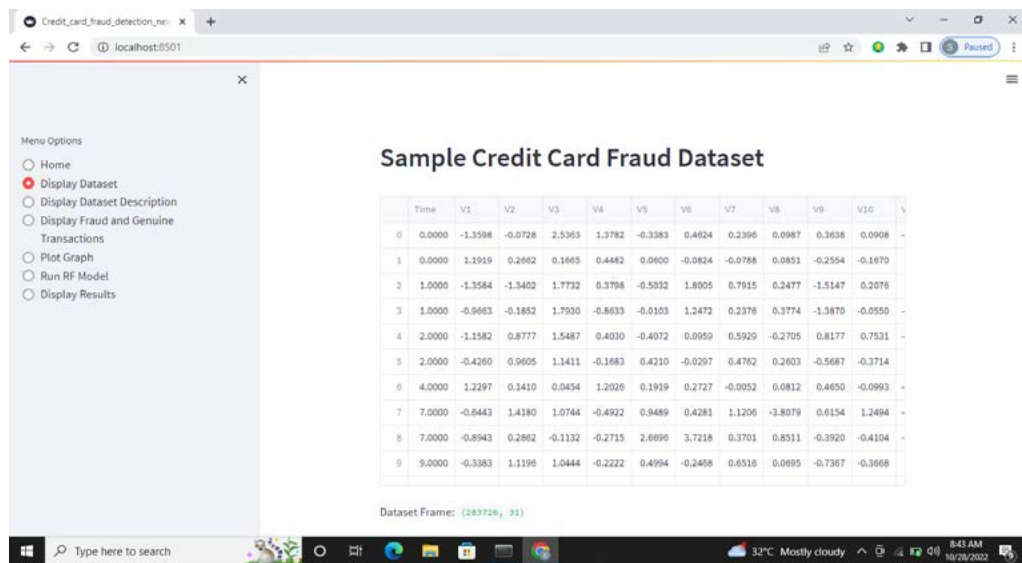 Credit_card_fraud_detection_new
localhost:8501
Paused
Menu Options
Home
Display Dataset
Display Dataset Description
Display Fraud and Genuine
Transactions
Plot Graph
Run RF Model
Display Results
Sample Credit Card Fraud Dataset
Time V1 V2 V3 V4 V5 V6 V7 V8 V9 V10
0 0.0000 -1.3598 -0.0728 2.5363 1.3782 -0.3383 0.4624 0.2396 0.0987 0.3638 0.0908 -
1 0.0000 1.1919 0.2662 0.1665 0.4482 0.0600 -0.0824 -0.0788 0.0851 -0.2554 -0.1670
2 1.0000 -1.3584 -1.3402 1.7732 0.3798 -0.5032 1.8005 0.7915 0.2477 -1.5147 0.2076
3 1.0000 -0.9663 -0.1852 1.7930 -0.8633 -0.0103 1.2472 0.2376 0.3774 -1.3870 -0.0550 -
4 2.0000 -1.1582 0.8777 1.5487 0.4030 -0.4072 0.0959 0.5929 -0.2705 0.8177 0.7531 -
5 2.0000 -0.4260 0.9605 1.1411 -0.1683 0.4210 -0.0297 0.4762 0.2603 -0.5687 -0.3714
6 4.0000 1.2297 0.1410 0.0454 1.2026 0.1919 0.2727 -0.0052 0.0812 0.4650 -0.0993 -
7 7.0000 -0.6443 1.4180 1.0744 -0.4922 0.9489 0.4281 1.1206 -3.8079 0.6154 1.2494 -
8 7.0000 -0.8943 0.2862 -0.1132 -0.2715 2.6696 3.7218 0.3701 0.8511 -0.3920 -0.4104 -
9 9.0000 -0.3383 1.1196 1.0444 -0.2222 0.4994 -0.2468 0.6516 0.0695 -0.7367 -0.3668
Dataset Frame: (283726, 31)
Type here to search
32°C Mostly cloudy
8:43 AM
10/28/2022